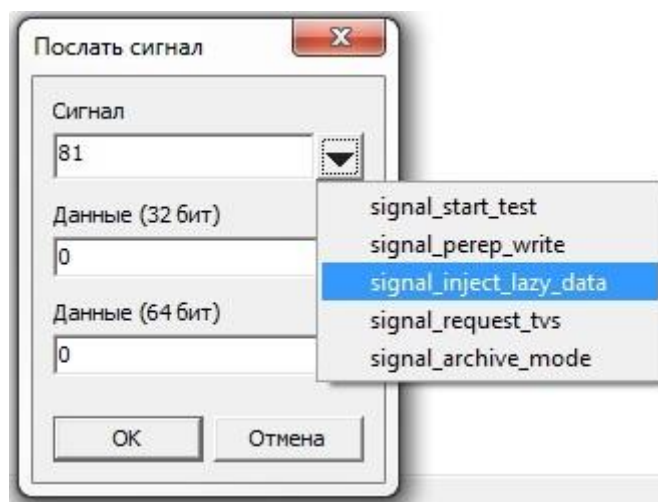 Послать сигнал
Сигнал
81
Данные (32 бит)
0
Данные (64 бит)
0
OK
Отмена
signal_start_test
signal_perep_write
signal_inject_lazy_data
signal_request_tvs
signal_archive_mode